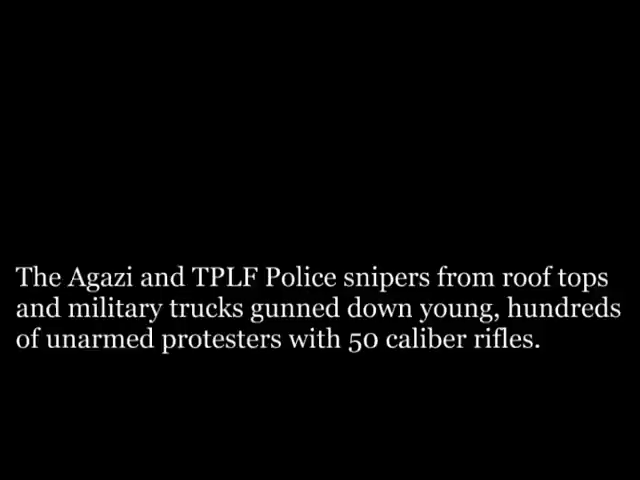 The Agazi and TPLF Police snipers from roof tops
and military trucks gunned down young, hundreds
of unarmed protesters with 50 caliber rifles.